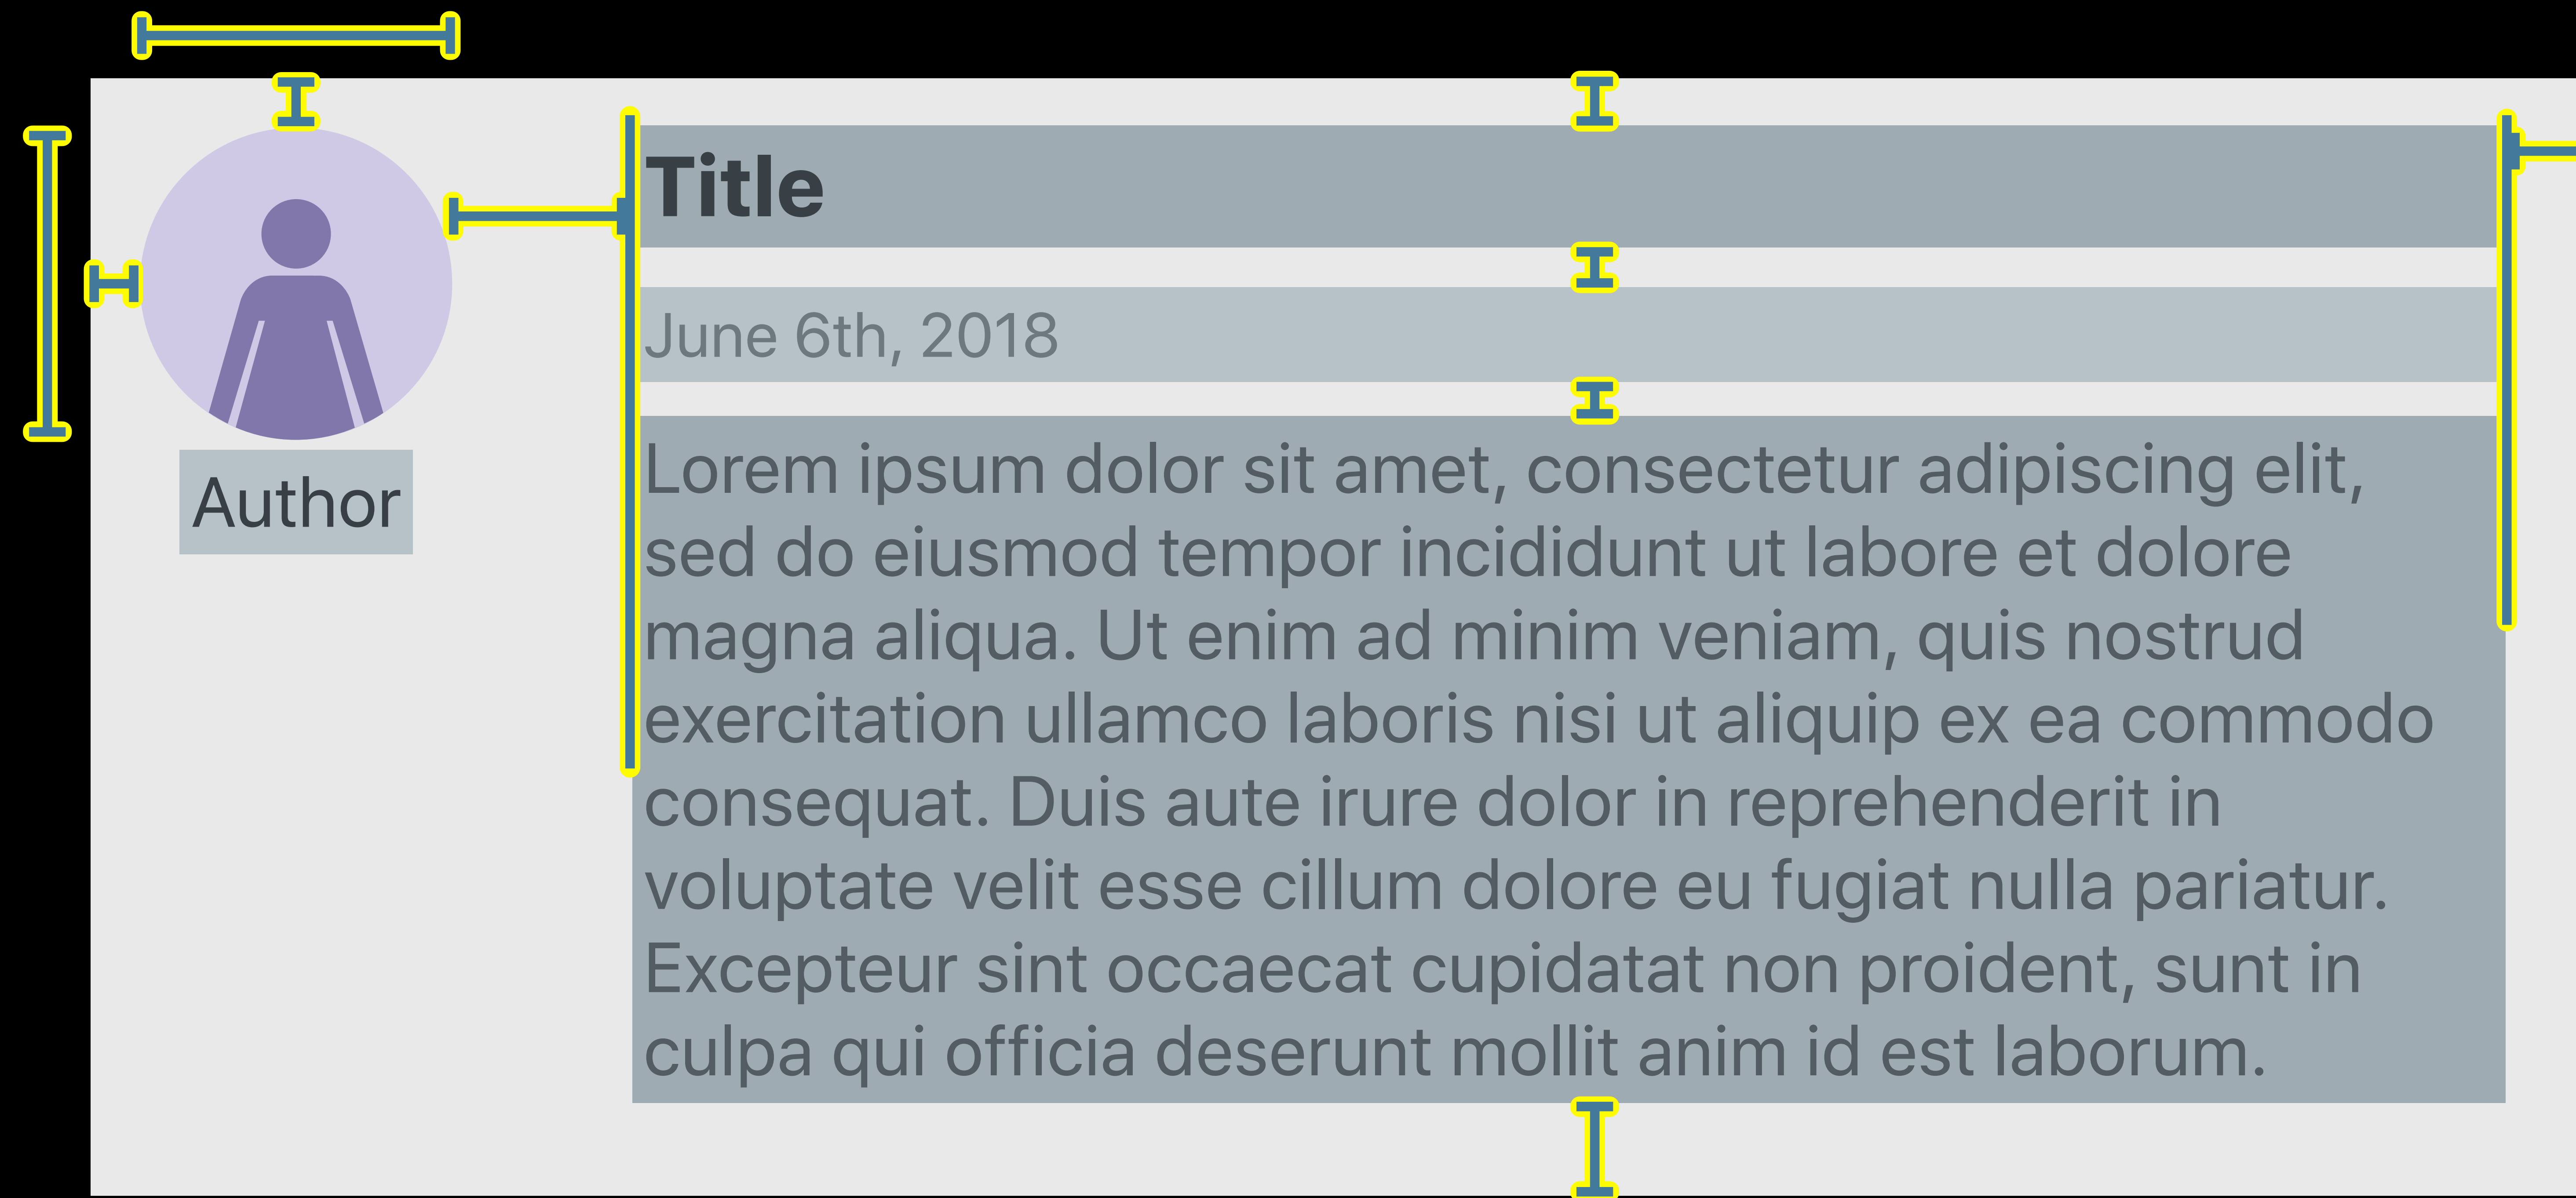 Title
June 6th, 2018
Author
Lorem ipsum dolor sit amet, consectetur adipiscing elit,
sed do eiusmod tempor incididunt ut labore et dolore
magna aliqua. Ut enim ad minim veniam, quis nostrud
exercitation ullamco laboris nisi ut aliquip ex ea commodo
consequat. Duis aute irure dolor in reprehenderit in
voluptate velit esse cillum dolore eu fugiat nulla pariatur.
Excepteur sint occaecat cupidatat non proident, sunt in
culpa qui officia deserunt mollit anim id est laborum.